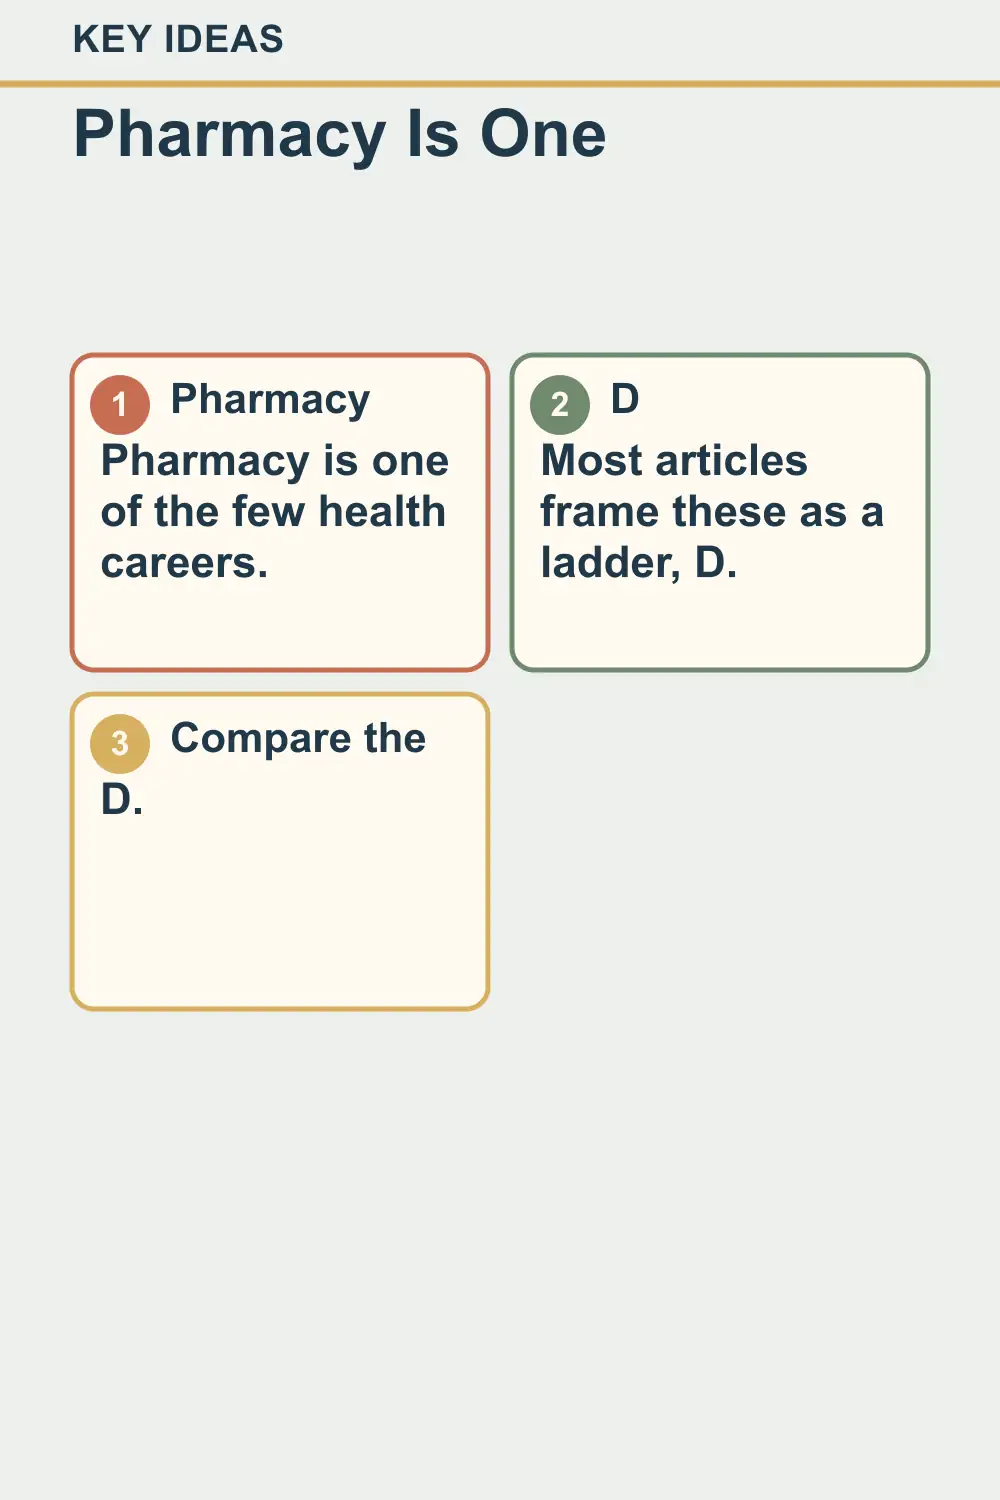 KEY IDEAS
Pharmacy Is One
1 Pharmacy
Pharmacy is one
of the few health
careers.
2 D
Most articles
frame these as a
ladder, D.
3 Compare the
D.